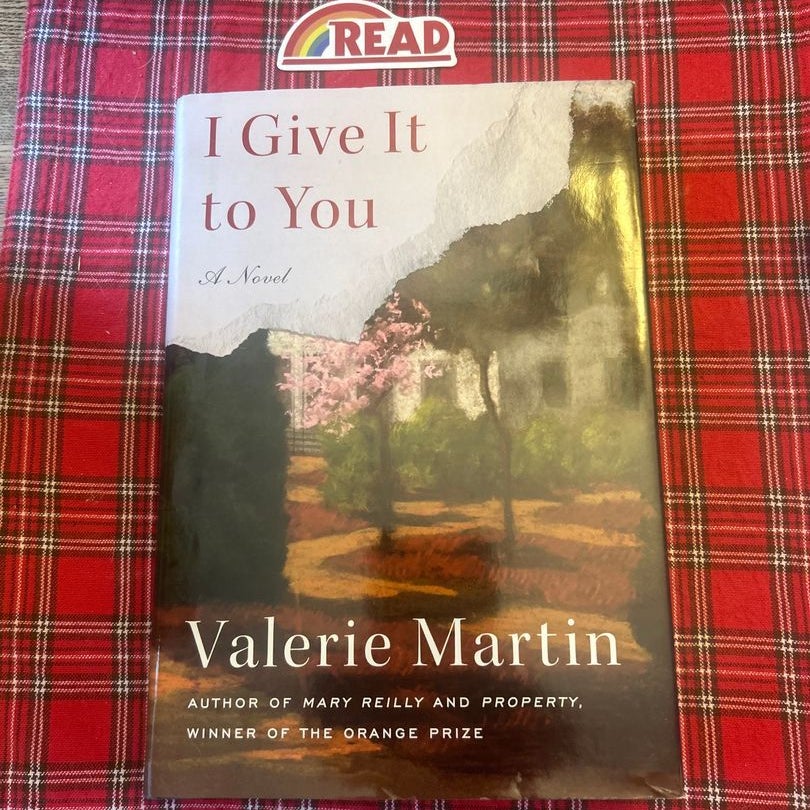 READ
I Give It
to You
A Novel
Valerie Martin
AUTHOR OF MARY REILLY AND PROPERTY,
WINNER OF THE ORANGE PRIZE